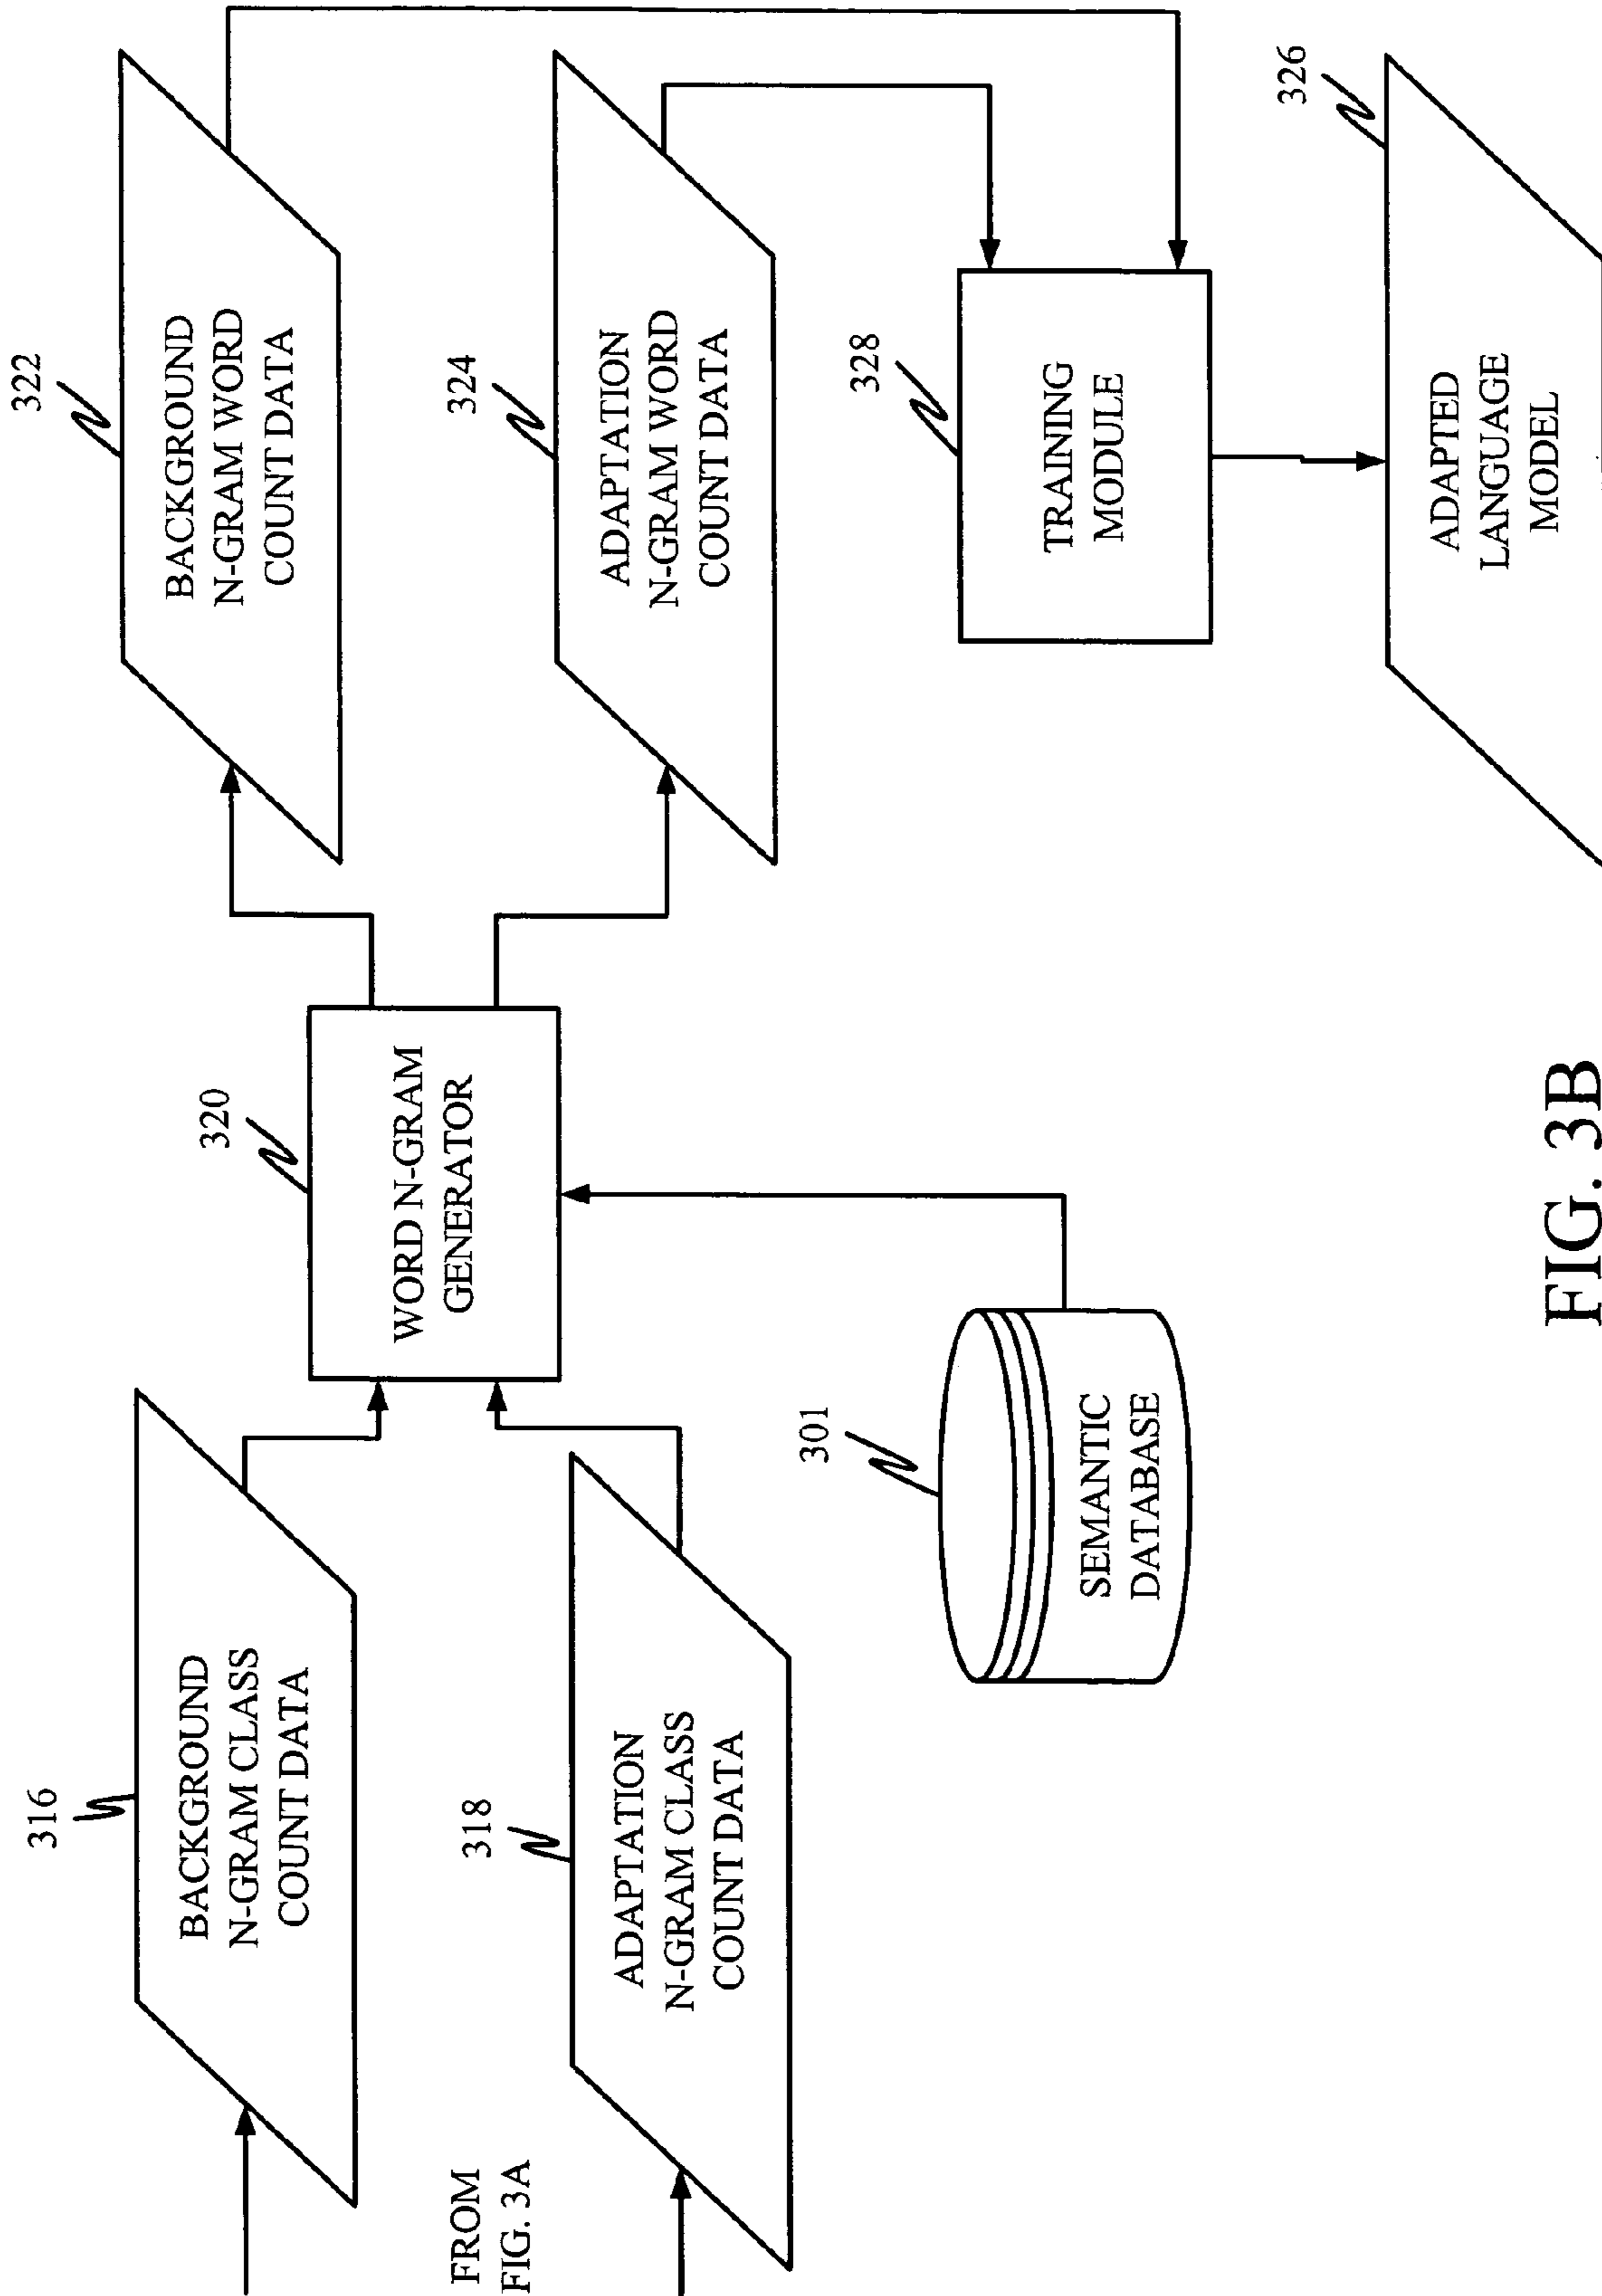 316
BACKGROUND
N-GRAM CLASS
COUNT DATA
FROM
FIG. 3A
318
ADAPTATION
N-GRAM CLASS
COUNT DATA
320
WORD N-GRAM
GENERATOR
301
SEMANTIC
DATABASE
322
BACKGROUND
N-GRAM WORD
COUNT DATA
324
ADAPTATION
N-GRAM WORD
COUNT DATA
328
TRAINING
MODULE
326
ADAPTED
LANGUAGE
MODEL
FIG. 3B